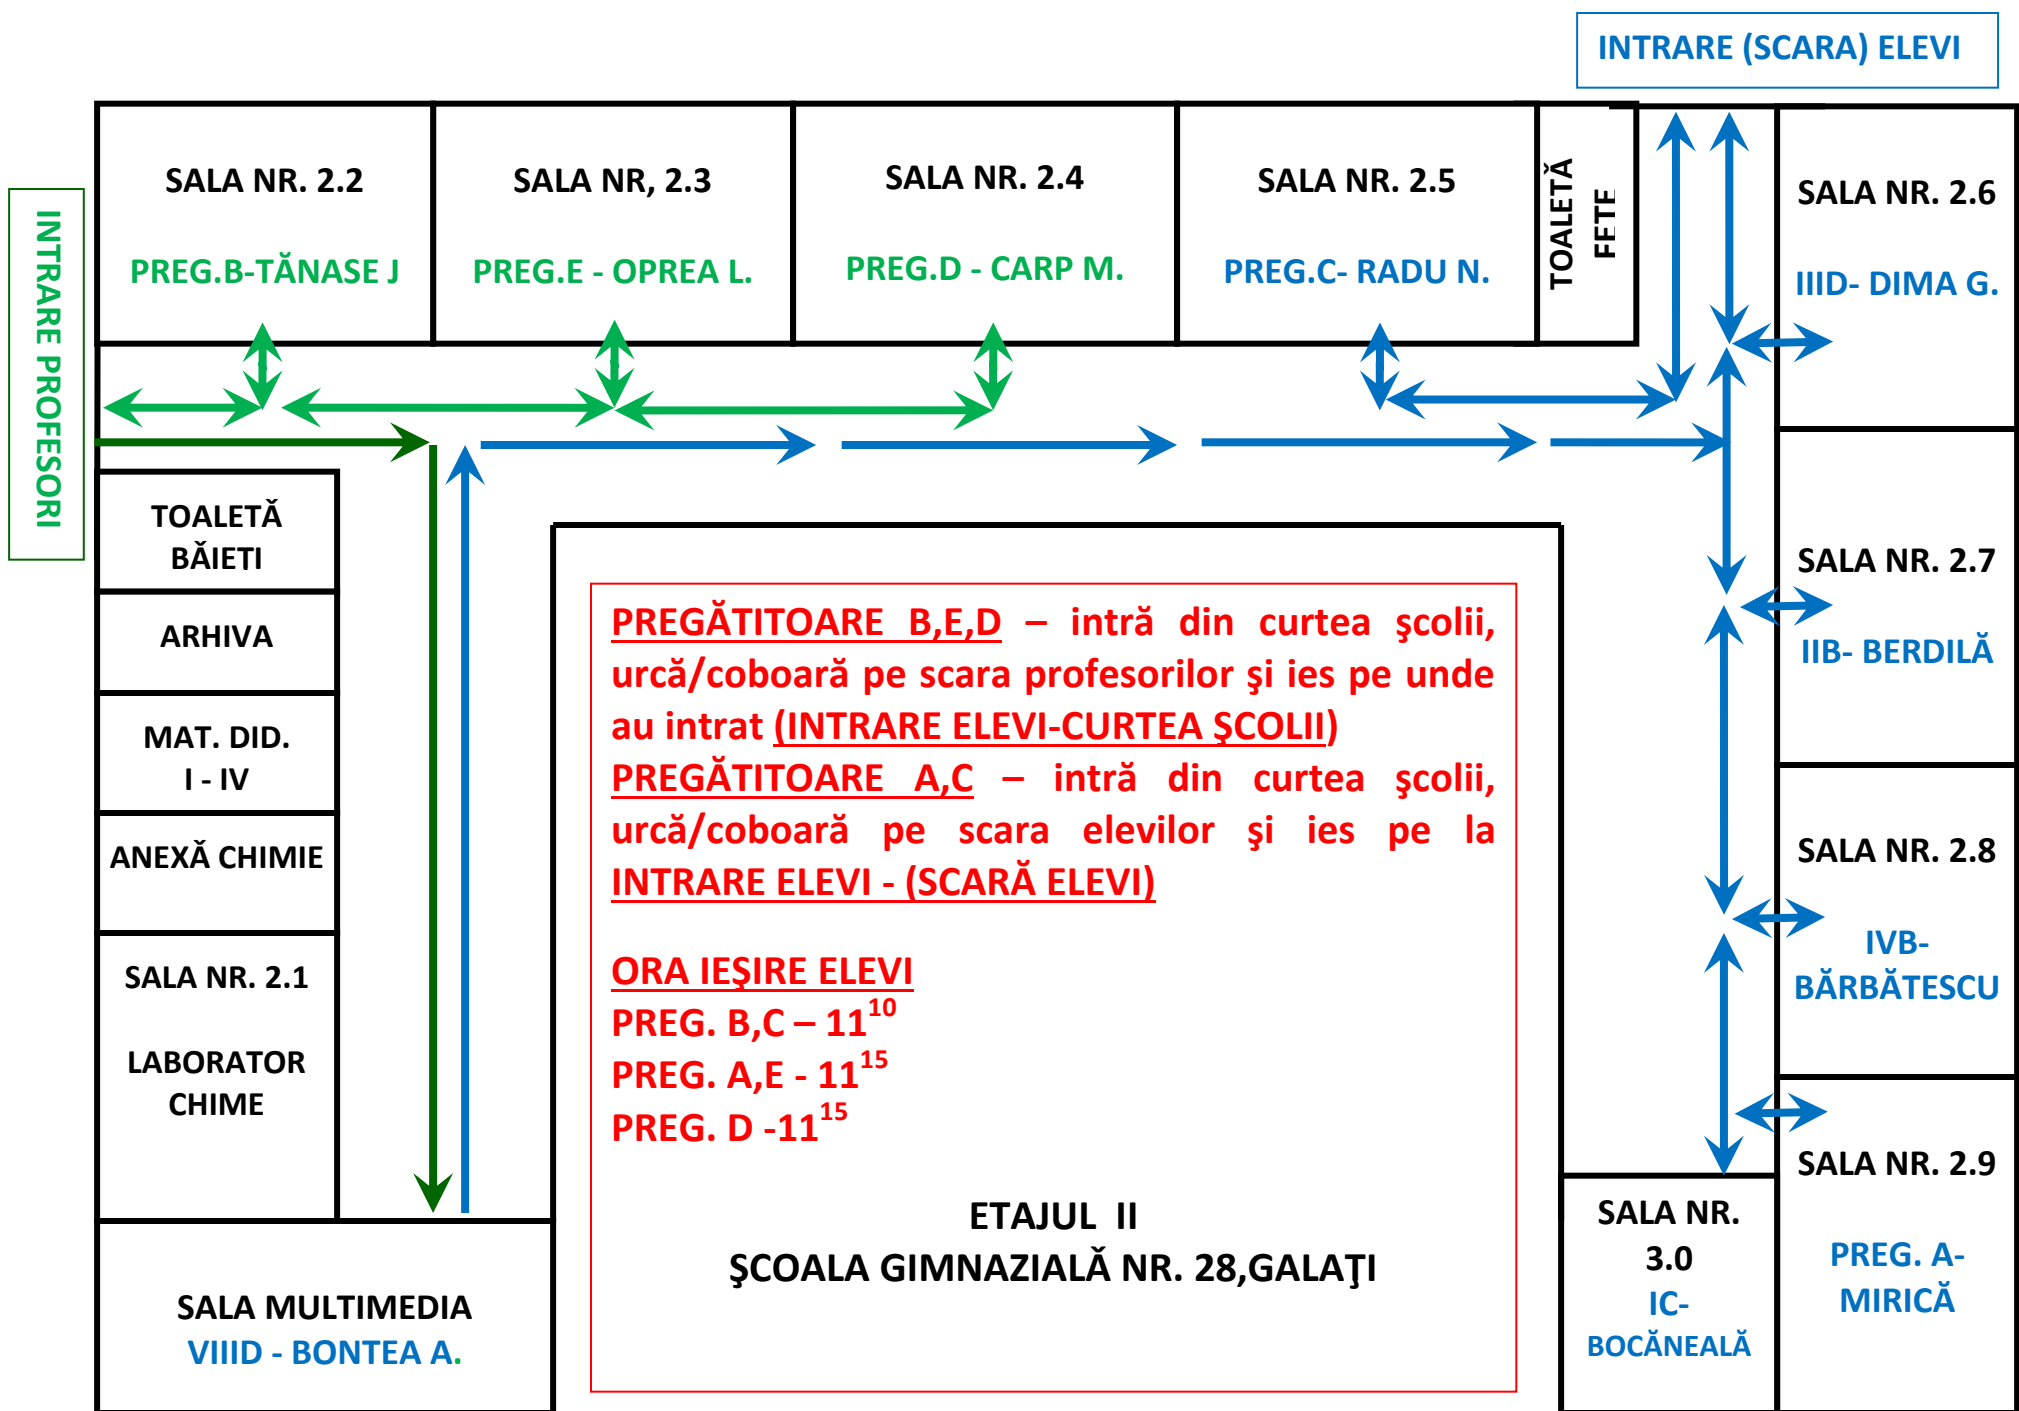 INTRARE (SCARA) ELEVI
INTRARE PROFESORI
SALA NR. 2.2
PREG.B-TĂNASE J
SALA NR, 2.3
PREG.E - OPREA L.
SALA NR. 2.4
PREG.D - CARP M.
SALA NR. 2.5
PREG.C- RADU N.
TOALETĂ
FETE
SALA NR. 2.6
IIID- DIMA G.
SALA NR. 2.7
IIB- BERDILĂ
SALA NR. 2.8
IVB-
BĂRBĂTESCU
SALA NR. 2.9
PREG. A-
MIRICĂ
SALA NR.
3.0
IC-
BOCĂNEALĂ
TOALETĂ
BĂIEŢI
ARHIVA
MAT. DID.
I - IV
ANEXĂ CHIMIE
SALA NR. 2.1
LABORATOR
CHIME
SALA MULTIMEDIA
VIIID - BONTEA A.
PREGĂTITOARE B,E,D – intră din curtea şcolii,
urcă/coboară pe scara profesorilor şi ies pe unde
au intrat (INTRARE ELEVI-CURTEA ŞCOLII)
PREGĂTITOARE A,C – intră din curtea şcolii,
urcă/coboară pe scara elevilor şi ies pe la
INTRARE ELEVI - (SCARĂ ELEVI)
ORA IEŞIRE ELEVI
PREG. B,C – 11¹⁰
PREG. A,E - 11¹⁵
PREG. D -11¹⁵
ETAJUL II
ŞCOALA GIMNAZIALĂ NR. 28,GALAŢI